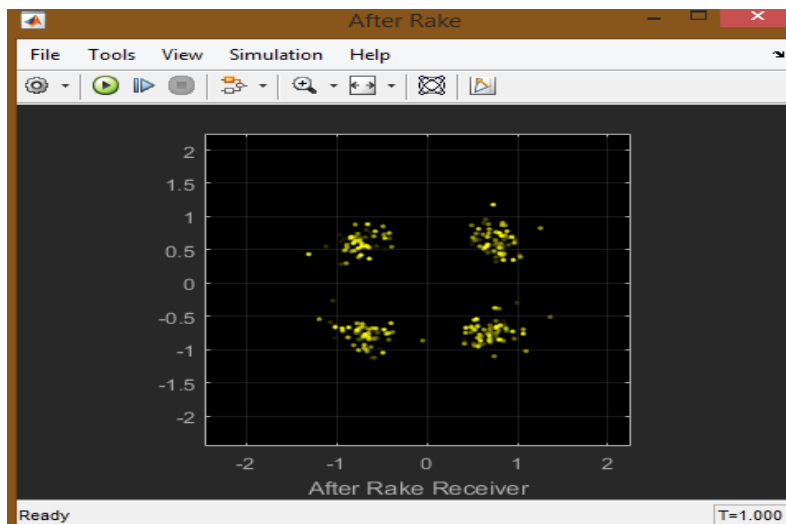 After Rake
File Tools View Simulation Help
2
1.5
1
0.5
0
-0.5
-1
-1.5
-2
-2 -1 0 1 2
After Rake Receiver
Ready T=1.000